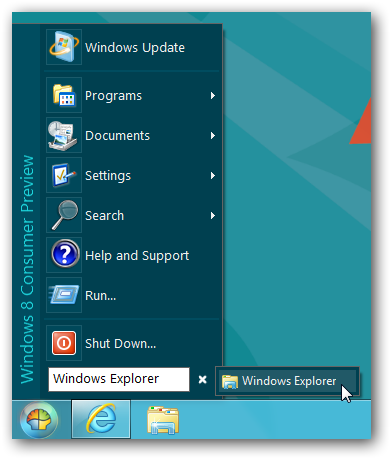 Windows 8 Consumer Preview
Windows Update
Programs
Documents
Settings
Search
Help and Support
Run...
Shut Down...
Windows Explorer
Windows Explorer